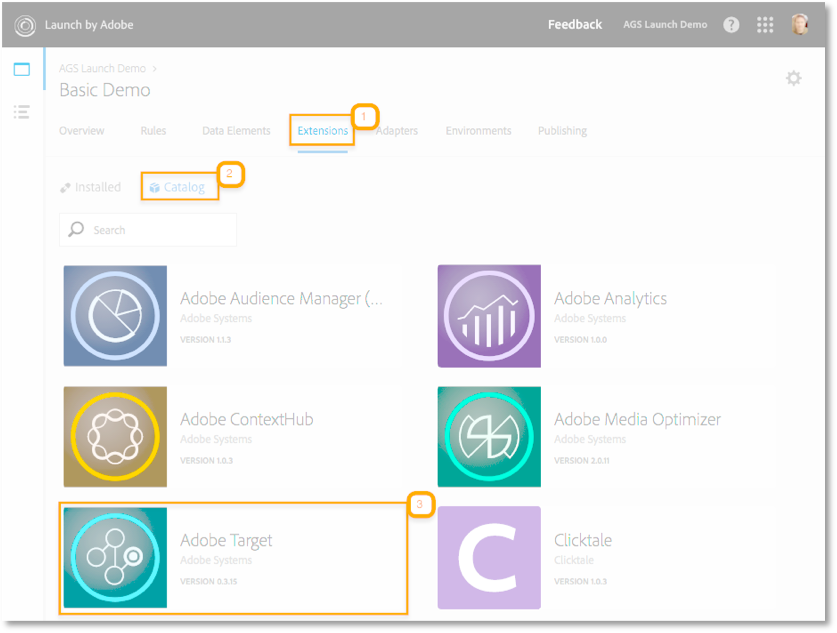 Launch by Adobe
Feedback
AGS Launch Demo
?
AGS Launch Demo >
Basic Demo
Overview
Rules
Data Elements
Extensions
1
Adapters
Environments
Publishing
Installed
Catalog
2
Search
Adobe Audience Manager (...
Adobe Systems
VERSION 1.1.3
Adobe Analytics
Adobe Systems
VERSION 1.0.0
Adobe ContextHub
Adobe Systems
VERSION 1.0.3
Adobe Media Optimizer
Adobe Systems
VERSION 2.0.11
3
Adobe Target
Adobe Systems
VERSION 0.3.15
C
Clicktale
Clicktale
VERSION 1.0.3